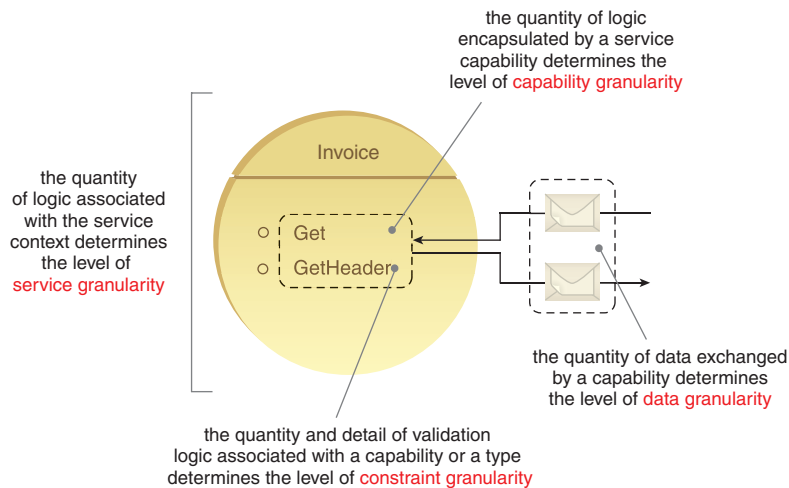 the quantity of logic
encapsulated by a service
capability determines the
level of capability granularity
the quantity
of logic associated
with the service
context determines
the level of
service granularity
Invoice
Get
GetHeader
the quantity of data exchanged
by a capability determines
the level of data granularity
the quantity and detail of validation
logic associated with a capability or a type
determines the level of constraint granularity